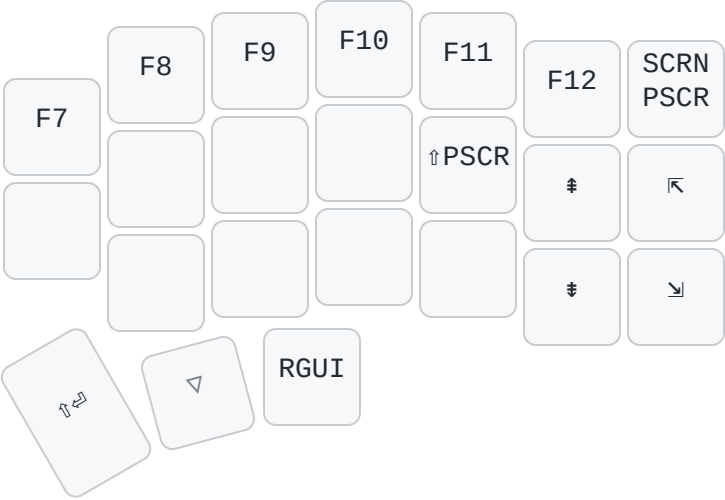 F7
F8
F9
F10
F11
F12
SCRN
PSCR
⇧PSCR
⇞
⇱
⇟
⇲
⇧⏎
▽
RGUI